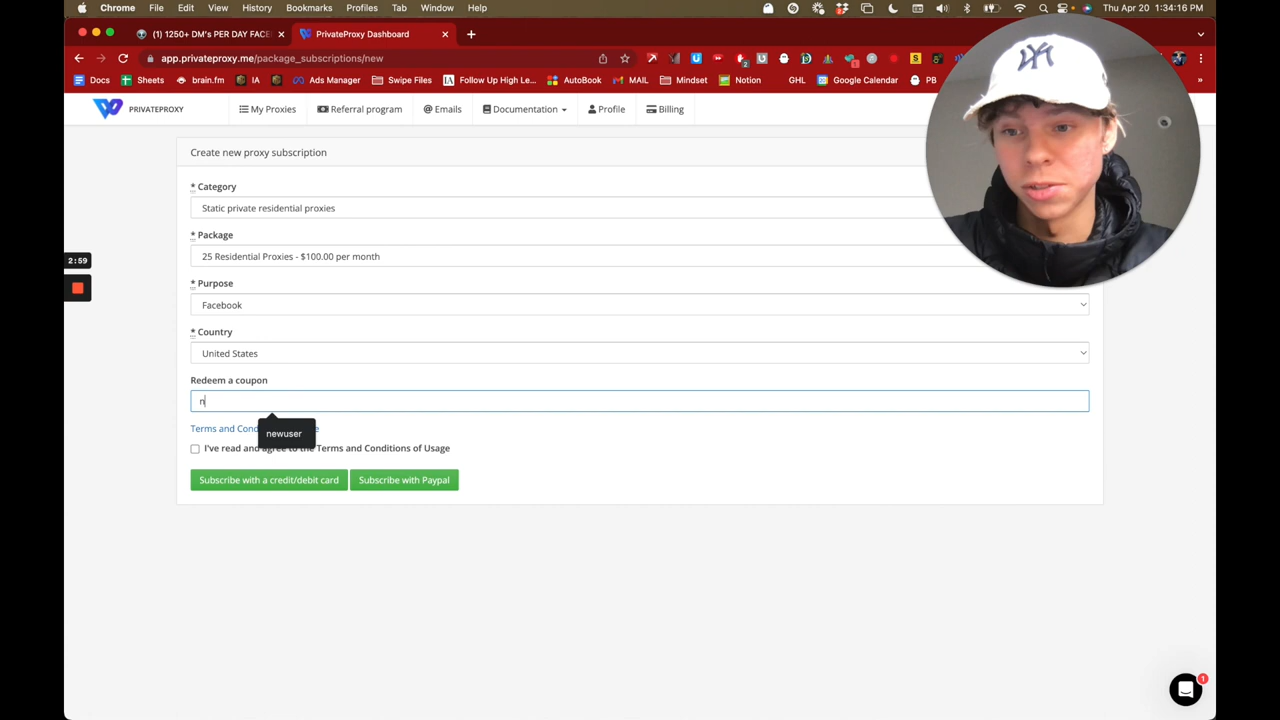 Chrome File Edit View History Bookmarks Profiles Tab Window Help Thu Apr 20 1:34:16 PM
(1) 1250+ DM's PER DAY FACE PrivateProxy Dashboard
app.privateproxy.me/package_subscriptions/new
Docs Sheets brain.fm IA Ads Manager Swipe Files Follow Up High Le... AutoBook MAIL Mindset Notion GHL Google Calendar PB
PRIVATEPROXY My Proxies Referral program Emails Documentation Profile Billing
Create new proxy subscription
* Category
Static private residential proxies
* Package
2:59
25 Residential Proxies - $100.00 per month
* Purpose
Facebook
* Country
United States
Redeem a coupon
n
Terms and Cond e
newuser
I've read and agree to the Terms and Conditions of Usage
Subscribe with a credit/debit card Subscribe with Paypal
1